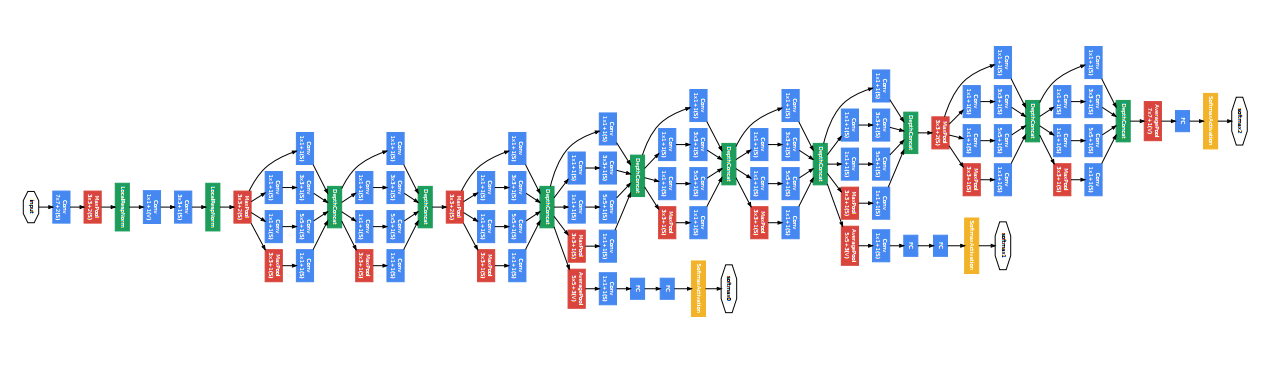 input
Conv
7x7+2(S)
MaxPool
3x3+2(S)
LocalRespNorm
Conv
1x1+1(V)
Conv
3x3+1(S)
LocalRespNorm
MaxPool
3x3+2(S)
Conv
1x1+1(S)
Conv
1x1+1(S)
MaxPool
3x3+1(S)
Conv
1x1+1(S)
Conv
3x3+1(S)
Conv
5x5+1(S)
Conv
1x1+1(S)
DepthConcat
Conv
1x1+1(S)
Conv
1x1+1(S)
MaxPool
3x3+1(S)
Conv
1x1+1(S)
Conv
3x3+1(S)
Conv
5x5+1(S)
Conv
1x1+1(S)
DepthConcat
MaxPool
3x3+2(S)
Conv
1x1+1(S)
Conv
1x1+1(S)
MaxPool
3x3+1(S)
Conv
1x1+1(S)
Conv
3x3+1(S)
Conv
5x5+1(S)
Conv
1x1+1(S)
DepthConcat
Conv
1x1+1(S)
Conv
1x1+1(S)
MaxPool
3x3+1(S)
AveragePool
5x5+3(V)
Conv
1x1+1(S)
Conv
3x3+1(S)
Conv
5x5+1(S)
Conv
1x1+1(S)
Conv
1x1+1(S)
DepthConcat
FC
FC
SoftmaxActivation
softmax0
Conv
1x1+1(S)
Conv
1x1+1(S)
MaxPool
3x3+1(S)
Conv
1x1+1(S)
Conv
3x3+1(S)
Conv
5x5+1(S)
Conv
1x1+1(S)
DepthConcat
Conv
1x1+1(S)
Conv
1x1+1(S)
MaxPool
3x3+1(S)
Conv
1x1+1(S)
Conv
3x3+1(S)
Conv
5x5+1(S)
Conv
1x1+1(S)
DepthConcat
Conv
1x1+1(S)
Conv
1x1+1(S)
MaxPool
3x3+1(S)
AveragePool
5x5+3(V)
Conv
1x1+1(S)
Conv
3x3+1(S)
Conv
5x5+1(S)
Conv
1x1+1(S)
Conv
1x1+1(S)
DepthConcat
FC
FC
SoftmaxActivation
softmax1
MaxPool
3x3+2(S)
Conv
1x1+1(S)
Conv
1x1+1(S)
MaxPool
3x3+1(S)
Conv
1x1+1(S)
Conv
3x3+1(S)
Conv
5x5+1(S)
Conv
1x1+1(S)
DepthConcat
Conv
1x1+1(S)
Conv
1x1+1(S)
MaxPool
3x3+1(S)
Conv
1x1+1(S)
Conv
3x3+1(S)
Conv
5x5+1(S)
Conv
1x1+1(S)
DepthConcat
AveragePool
7x7+1(V)
FC
SoftmaxActivation
softmax2